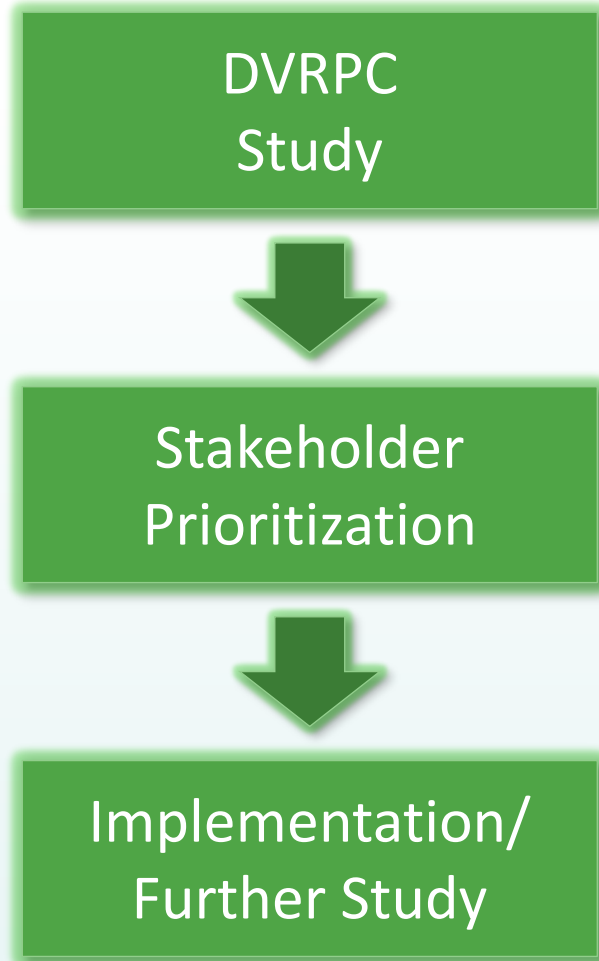 DVRPC
Study
Stakeholder
Prioritization
Implementation/
Further Study